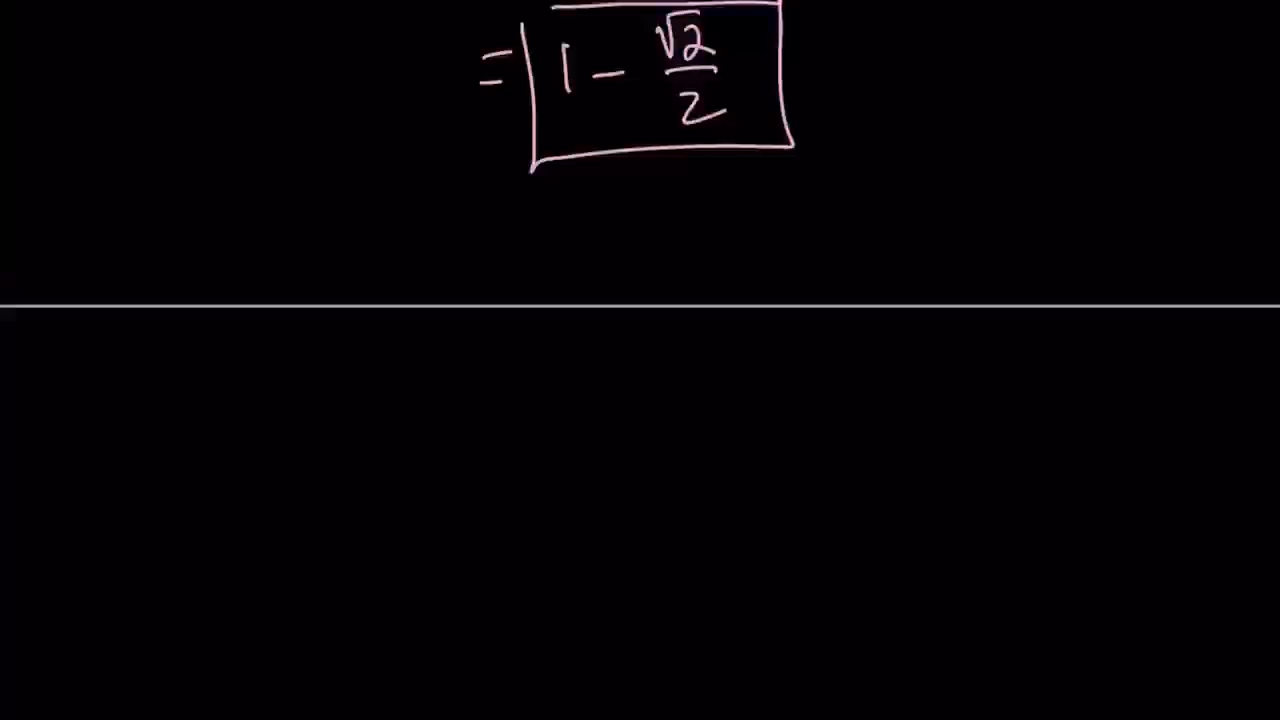 = 1 - √2/2